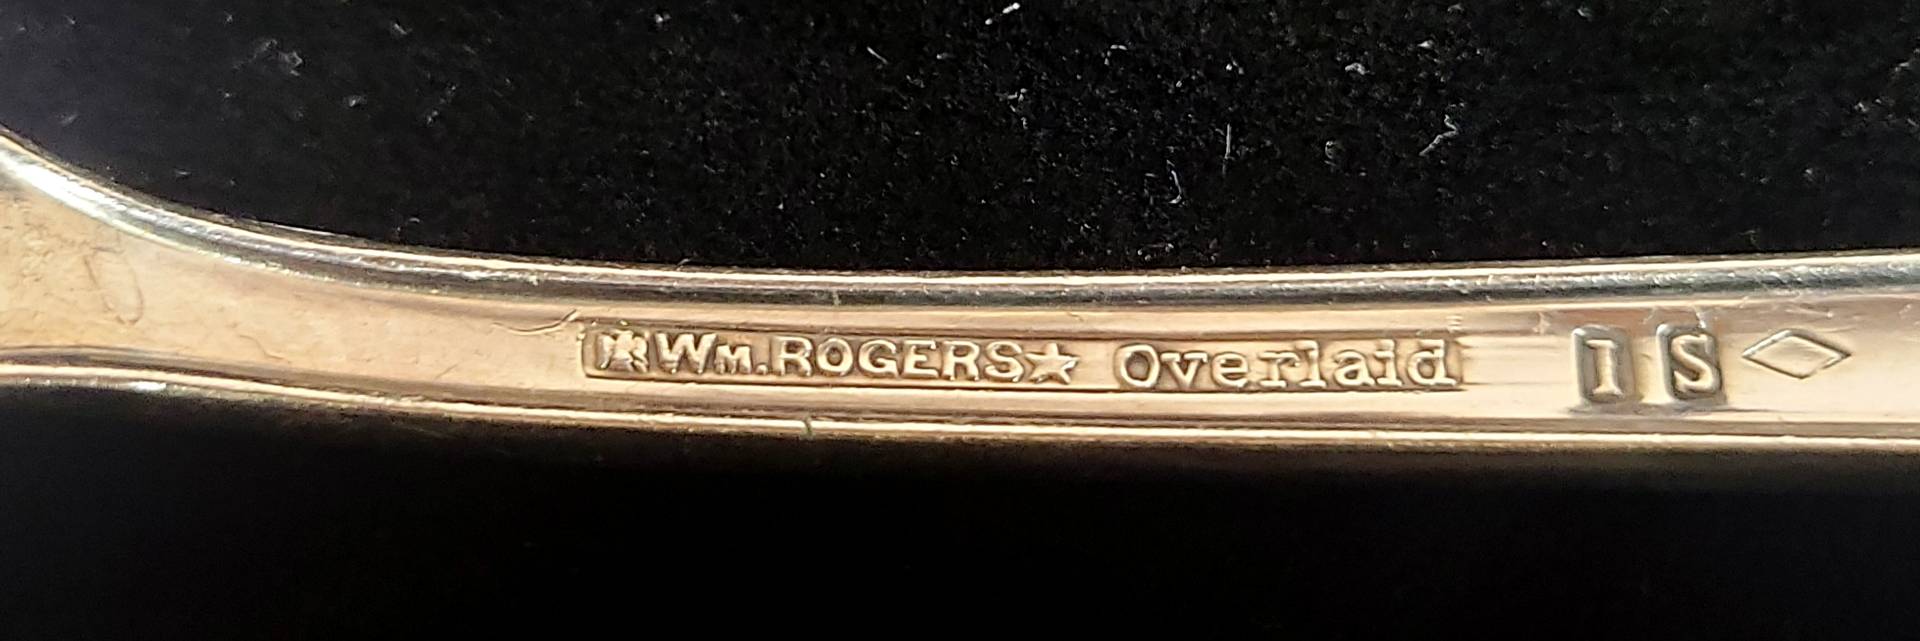 WM.ROGERS★ Overlaid I S